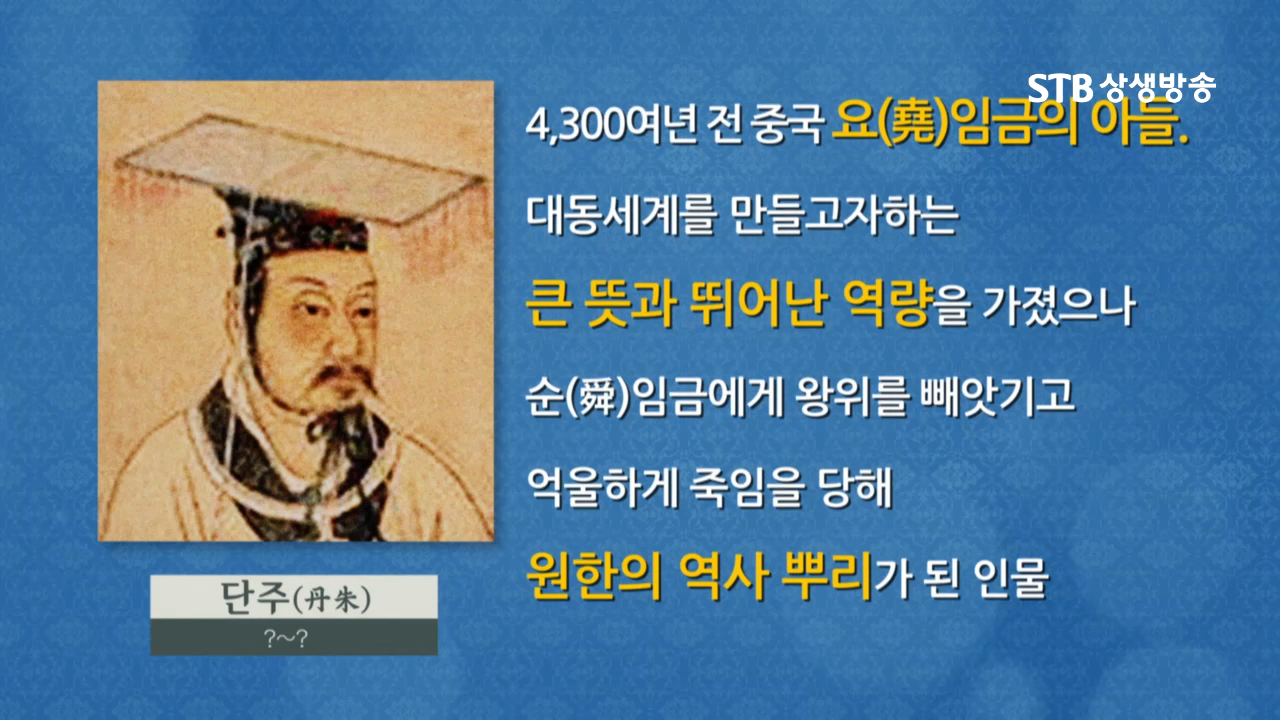 STB 상생방송
4,300여년 전 중국 요(堯)임금의 아들.
대동세계를 만들고자하는
큰 뜻과 뛰어난 역량을 가졌으나
순(舜)임금에게 왕위를 빼앗기고
억울하게 죽임을 당해
원한의 역사 뿌리가 된 인물
단주(丹朱)
?~?